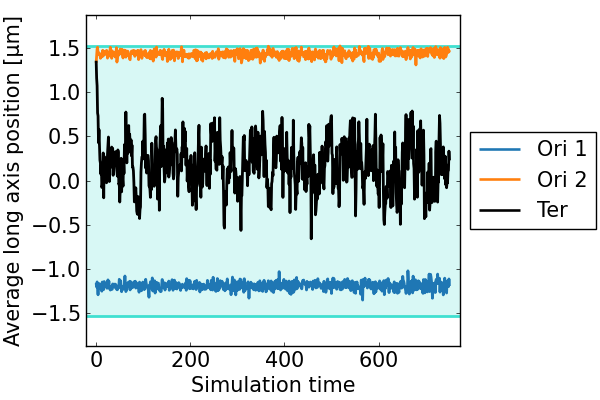 Average long axis position [μm]
1.5
1.0
0.5
0.0
−0.5
−1.0
−1.5
0
200
400
600
Simulation time
Ori 1
Ori 2
Ter